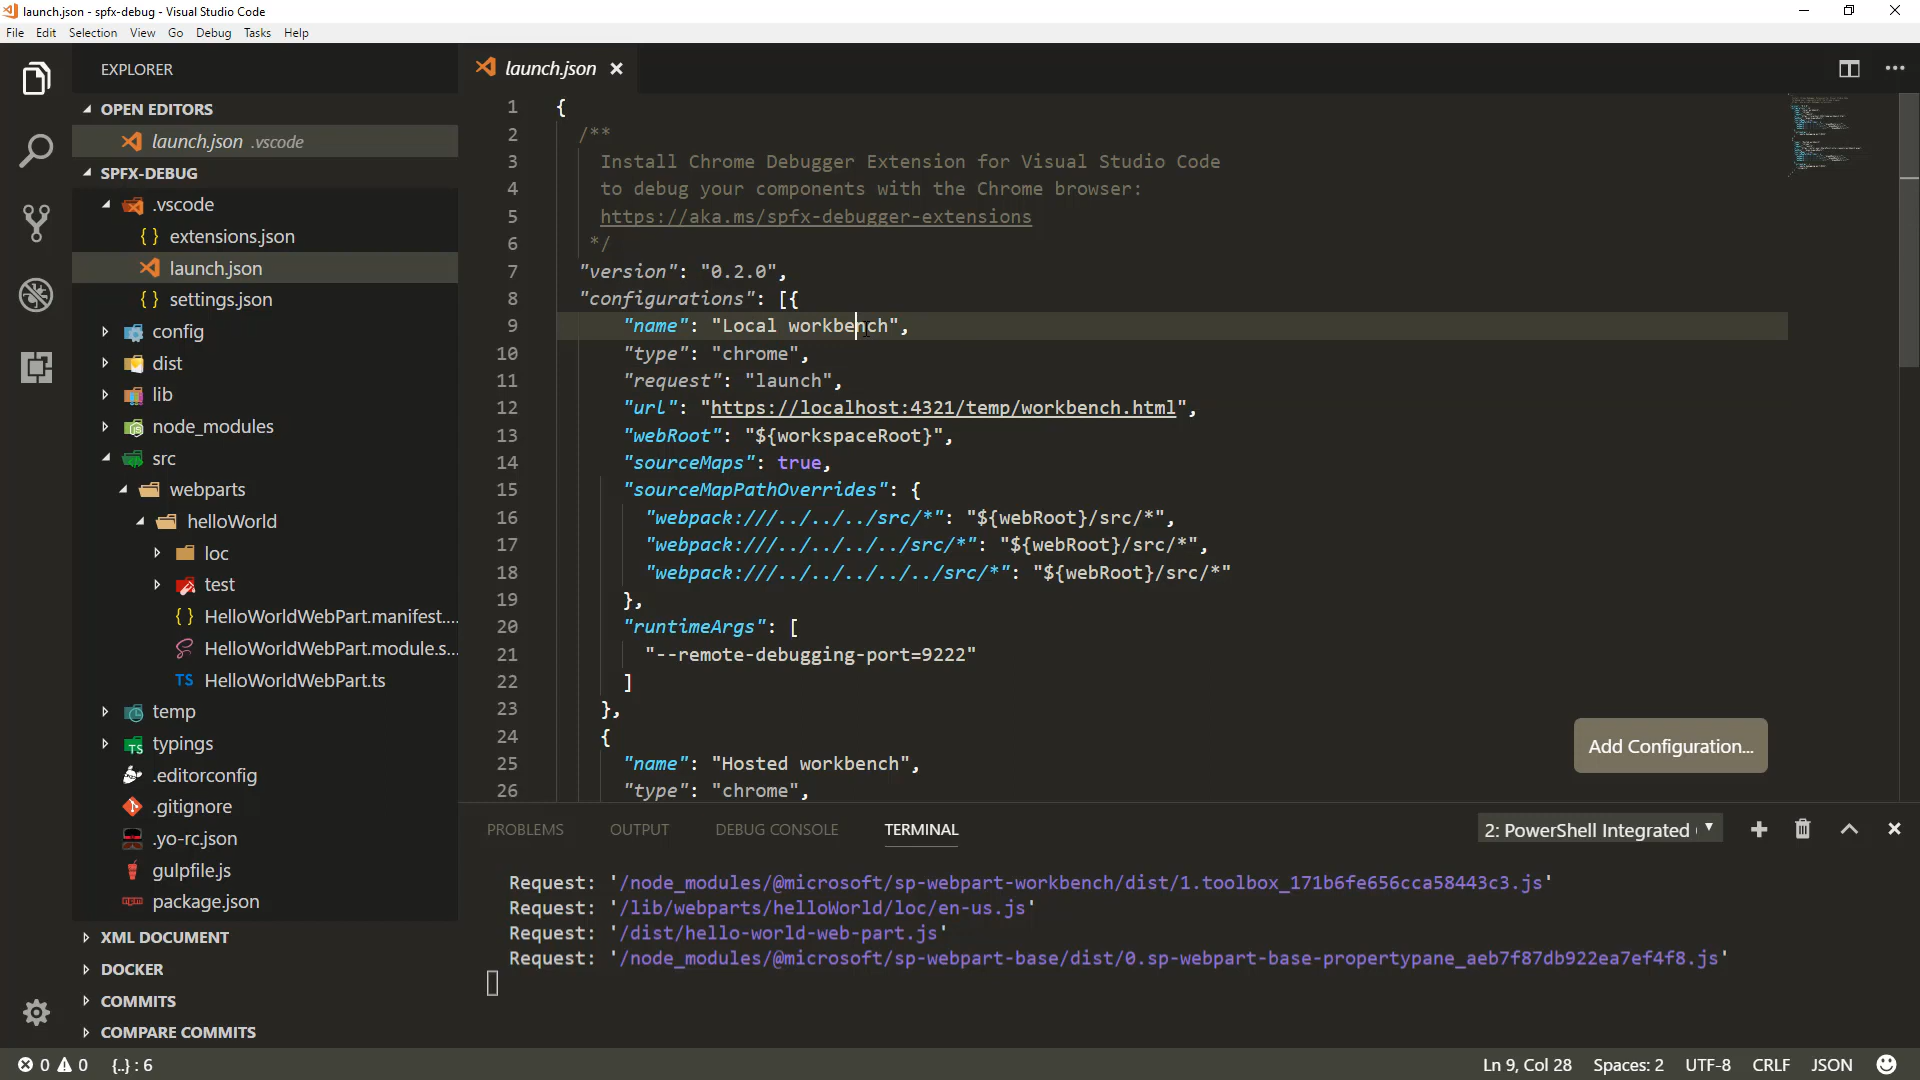 launch.json - spfx-debug - Visual Studio Code
File Edit Selection View Go Debug Tasks Help
EXPLORER
OPEN EDITORS
launch.json .vscode
SPFX-DEBUG
.vscode
extensions.json
launch.json
settings.json
config
dist
lib
node_modules
src
webparts
helloWorld
loc
test
HelloWorldWebPart.manifest....
HelloWorldWebPart.module.s...
TS HelloWorldWebPart.ts
temp
typings
.editorconfig
.gitignore
.yo-rc.json
gulpfile.js
package.json
XML DOCUMENT
DOCKER
COMMITS
COMPARE COMMITS
launch.json
1 {
2 /**
3 Install Chrome Debugger Extension for Visual Studio Code
4 to debug your components with the Chrome browser:
5 https://aka.ms/spfx-debugger-extensions
6 */
7 "version": "0.2.0",
8 "configurations": [{
9 "name": "Local workbench",
10 "type": "chrome",
11 "request": "launch",
12 "url": "https://localhost:4321/temp/workbench.html",
13 "webRoot": "${workspaceRoot}",
14 "sourceMaps": true,
15 "sourceMapPathOverrides": {
16 "webpack:///../../../src/*": "${webRoot}/src/*",
17 "webpack:///../../../../src/*": "${webRoot}/src/*",
18 "webpack:///../../../../../src/*": "${webRoot}/src/*"
19 },
20 "runtimeArgs": [
21 "--remote-debugging-port=9222"
22 ]
23 },
24 {
25 "name": "Hosted workbench",
26 "type": "chrome",
Add Configuration...
PROBLEMS OUTPUT DEBUG CONSOLE TERMINAL
2: PowerShell Integrated
Request: '/node_modules/@microsoft/sp-webpart-workbench/dist/1.toolbox_171b6fe656cca58443c3.js'
Request: '/lib/webparts/helloWorld/loc/en-us.js'
Request: '/dist/hello-world-web-part.js'
Request: '/node_modules/@microsoft/sp-webpart-base/dist/0.sp-webpart-base-propertypane_aeb7f87db922ea7ef4f8.js'
0 0 {..} : 6
Ln 9, Col 28 Spaces: 2 UTF-8 CRLF JSON